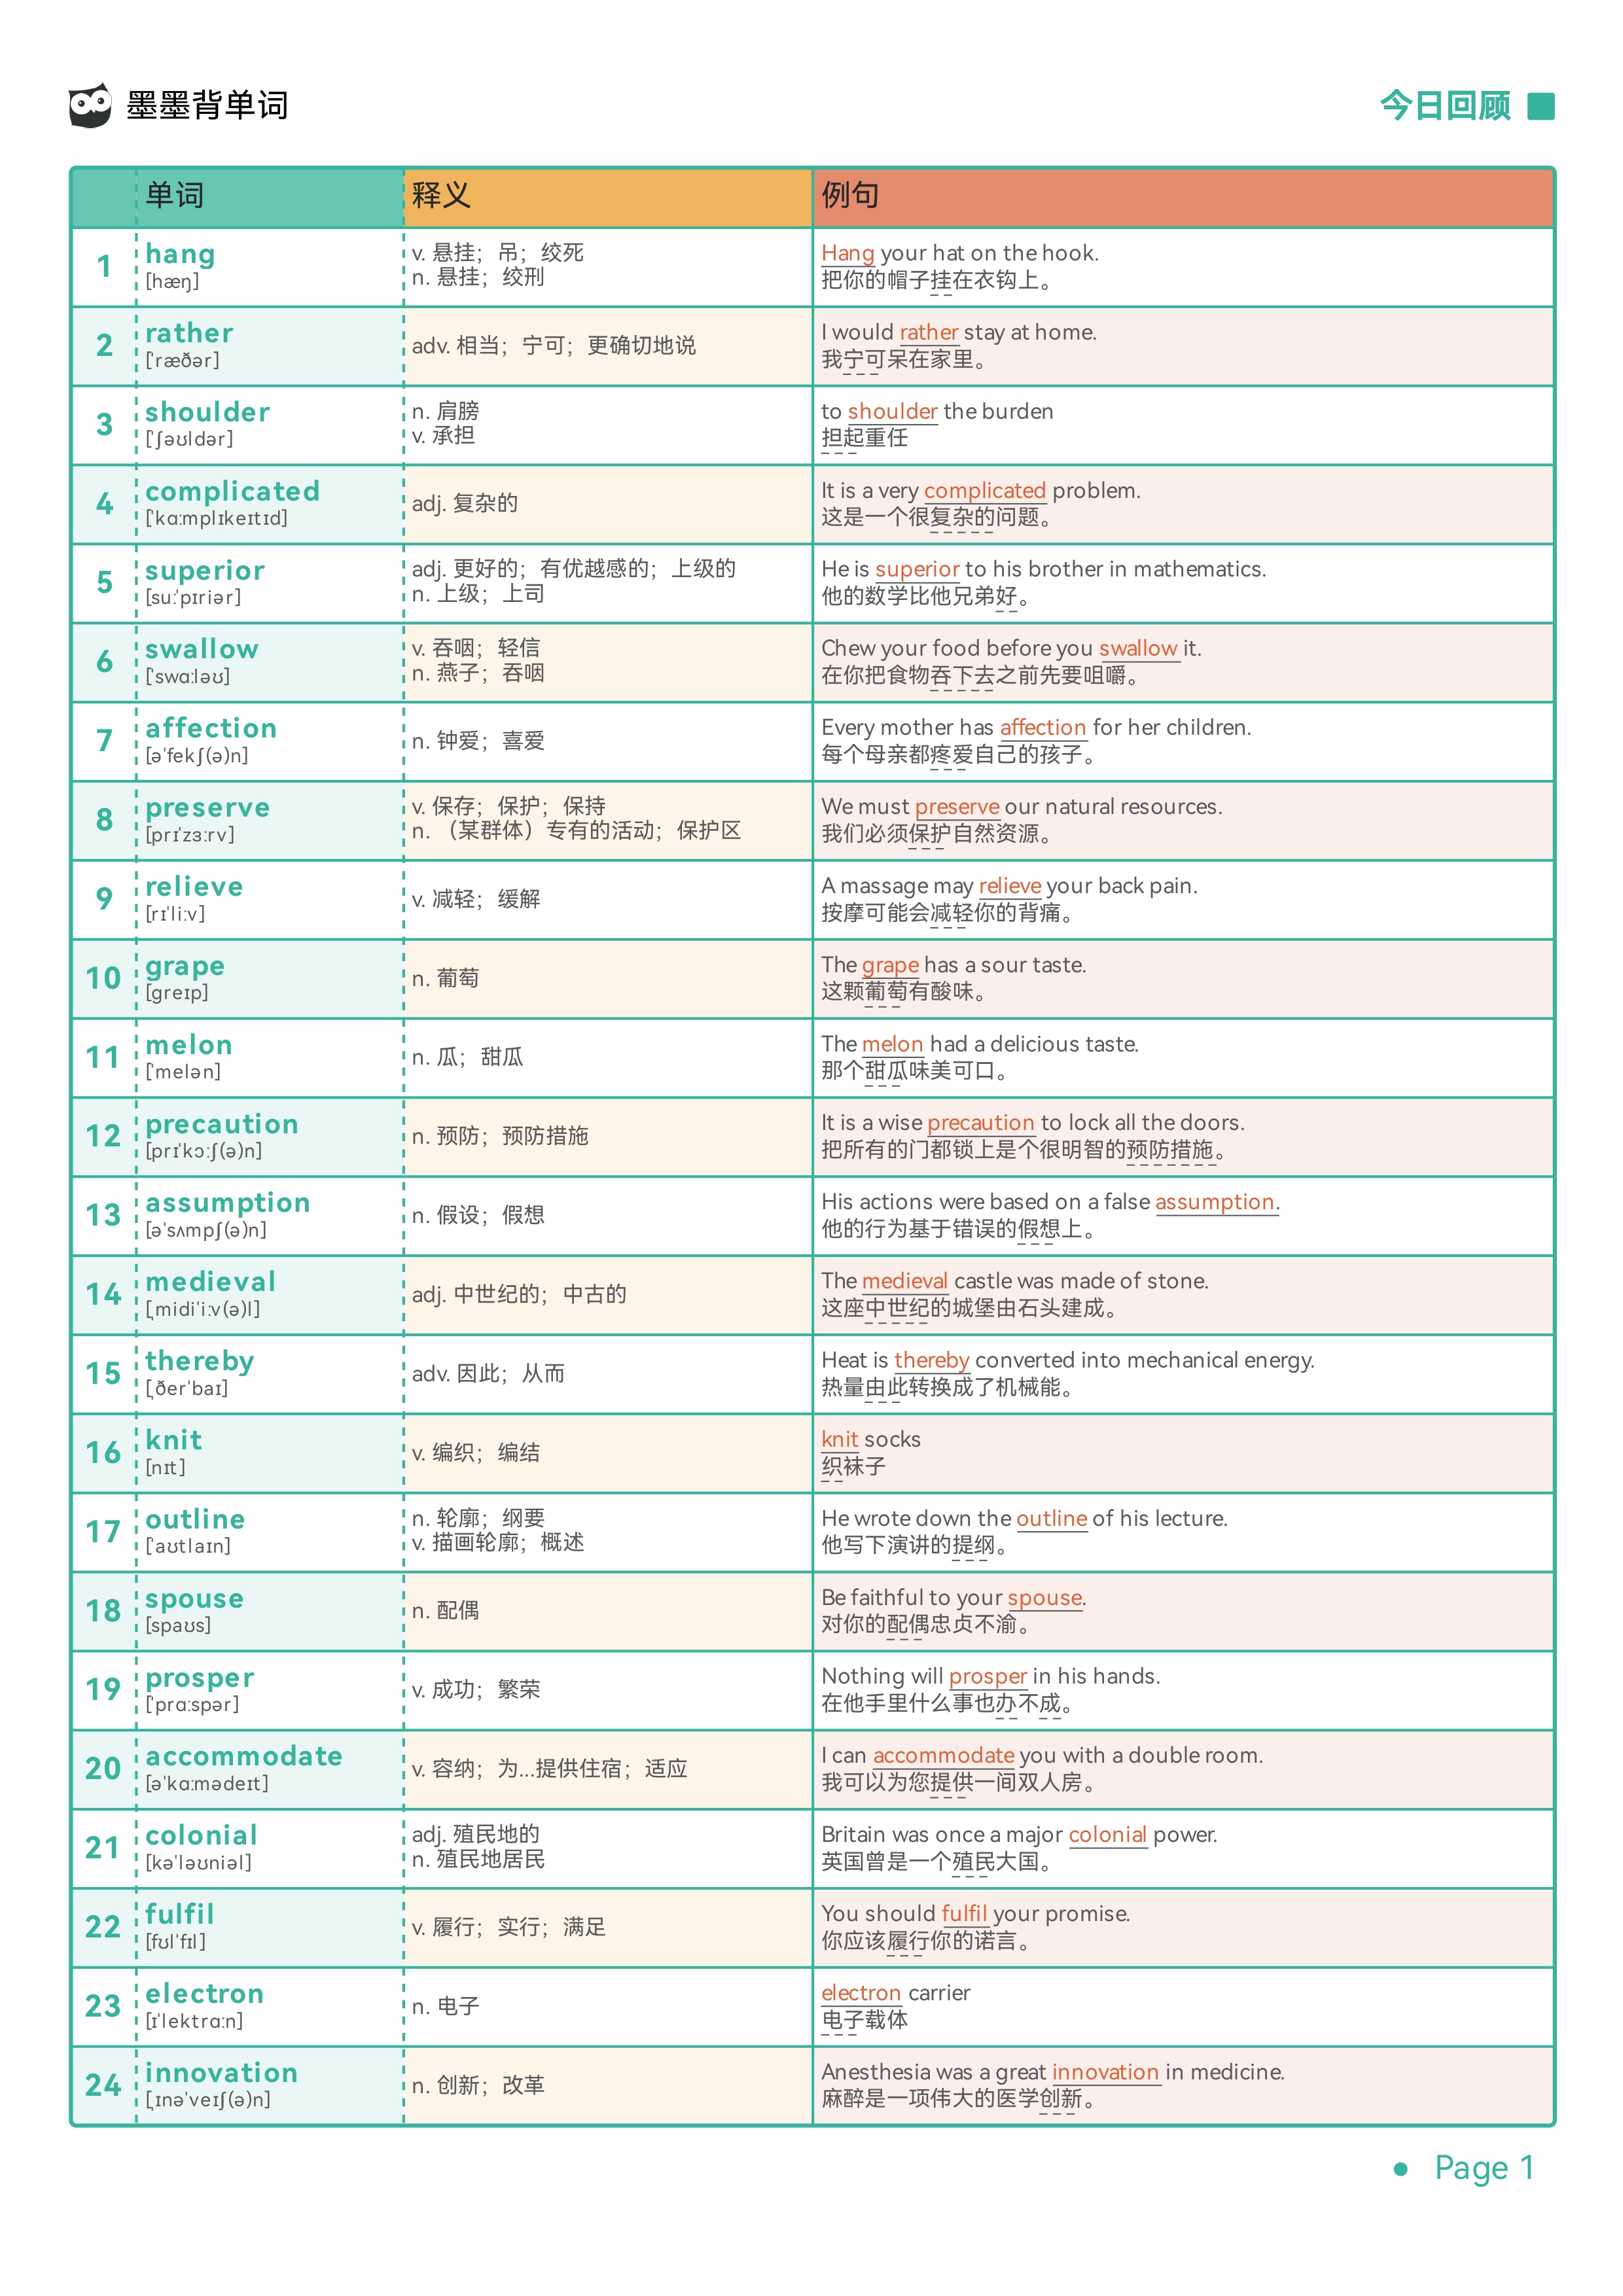 墨墨背单词
今日回顾
单词 释义 例句
1 hang v. 悬挂；吊；绞死 Hang your hat on the hook.
[hæŋ] n. 悬挂；绞刑 把你的帽子挂在衣钩上。
2 rather adv. 相当；宁可；更确切地说 I would rather stay at home.
[ˈræðər] 我宁可呆在家里。
3 shoulder n. 肩膀 to shoulder the burden
[ˈʃəʊldər] v. 承担 担起重任
4 complicated adj. 复杂的 It is a very complicated problem.
[ˈkɑːmplɪkeɪtɪd] 这是一个很复杂的问题。
5 superior adj. 更好的；有优越感的；上级的 He is superior to his brother in mathematics.
[suːˈpɪriər] n. 上级；上司 他的数学比他兄弟好。
6 swallow v. 吞咽；轻信 Chew your food before you swallow it.
[ˈswɑːləʊ] n. 燕子；吞咽 在你把食物吞下去之前先要咀嚼。
7 affection n. 钟爱；喜爱 Every mother has affection for her children.
[əˈfekʃ(ə)n] 每个母亲都疼爱自己的孩子。
8 preserve v. 保存；保护；保持 We must preserve our natural resources.
[prɪˈzɜːrv] n. （某群体）专有的活动；保护区 我们必须保护自然资源。
9 relieve v. 减轻；缓解 A massage may relieve your back pain.
[rɪˈliːv] 按摩可能会减轻你的背痛。
10 grape n. 葡萄 The grape has a sour taste.
[ɡreɪp] 这颗葡萄有酸味。
11 melon n. 瓜；甜瓜 The melon had a delicious taste.
[ˈmelən] 那个甜瓜味美可口。
12 precaution n. 预防；预防措施 It is a wise precaution to lock all the doors.
[prɪˈkɔːʃ(ə)n] 把所有的门都锁上是个很明智的预防措施。
13 assumption n. 假设；假想 His actions were based on a false assumption.
[əˈsʌmpʃ(ə)n] 他的行为基于错误的假想上。
14 medieval adj. 中世纪的；中古的 The medieval castle was made of stone.
[ˌmidiˈiːv(ə)l] 这座中世纪的城堡由石头建成。
15 thereby adv. 因此；从而 Heat is thereby converted into mechanical energy.
[ˌðerˈbaɪ] 热量由此转换成了机械能。
16 knit v. 编织；编结 knit socks
[nɪt] 织袜子
17 outline n. 轮廓；纲要 He wrote down the outline of his lecture.
[ˈaʊtlaɪn] v. 描画轮廓；概述 他写下演讲的提纲。
18 spouse n. 配偶 Be faithful to your spouse.
[spaʊs] 对你的配偶忠贞不渝。
19 prosper v. 成功；繁荣 Nothing will prosper in his hands.
[ˈprɑːspər] 在他手里什么事也办不成。
20 accommodate v. 容纳；为...提供住宿；适应 I can accommodate you with a double room.
[əˈkɑːmədeɪt] 我可以为您提供一间双人房。
21 colonial adj. 殖民地的 Britain was once a major colonial power.
[kəˈləʊniəl] n. 殖民地居民 英国曾是一个殖民大国。
22 fulfil v. 履行；实行；满足 You should fulfil your promise.
[fʊlˈfɪl] 你应该履行你的诺言。
23 electron n. 电子 electron carrier
[ɪˈlektrɑːn] 电子载体
24 innovation n. 创新；改革 Anesthesia was a great innovation in medicine.
[ˌɪnəˈveɪʃ(ə)n] 麻醉是一项伟大的医学创新。
• Page 1